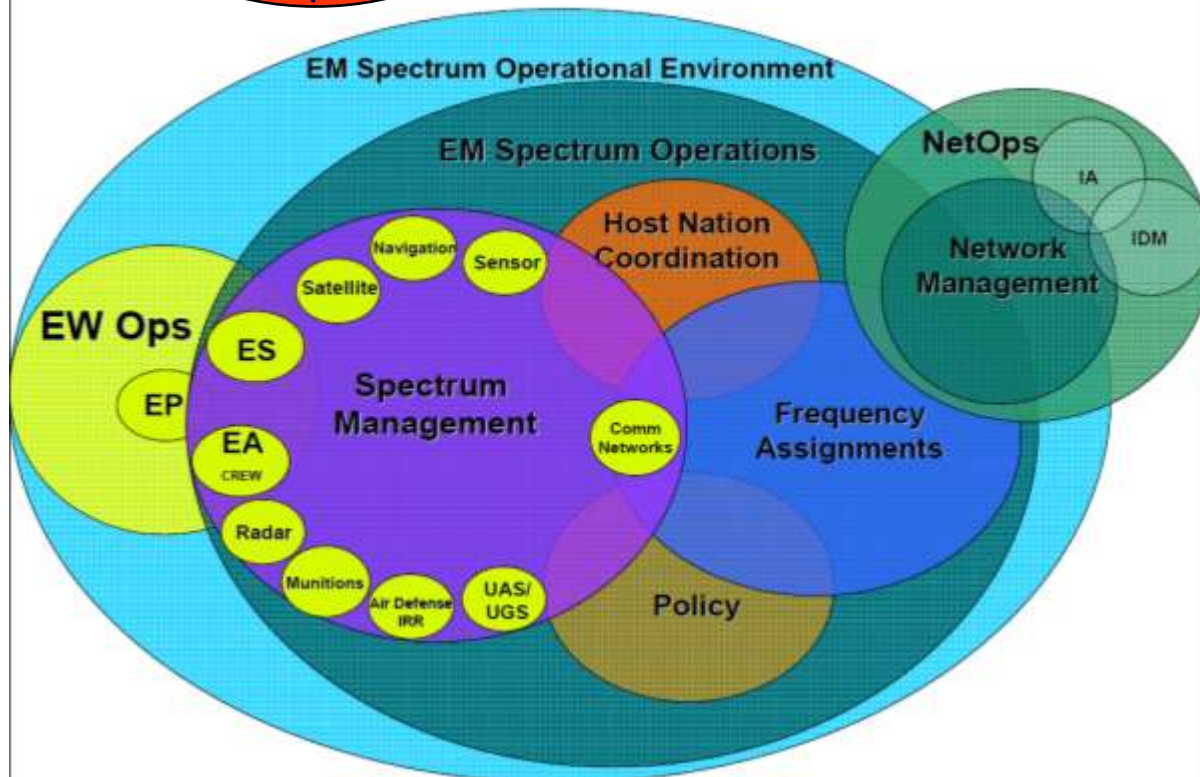 EM Spectrum Operational Environment
EM Spectrum Operations
NetOps
IA
IDM
Network
Management
Host Nation
Coordination
Navigation
Sensor
Satellite
EW Ops
ES
EP
EA
CREW
Spectrum
Management
Comm
Networks
Frequency
Assignments
Radar
Munitions
Air Defense
IRR
UAS/
UGS
Policy